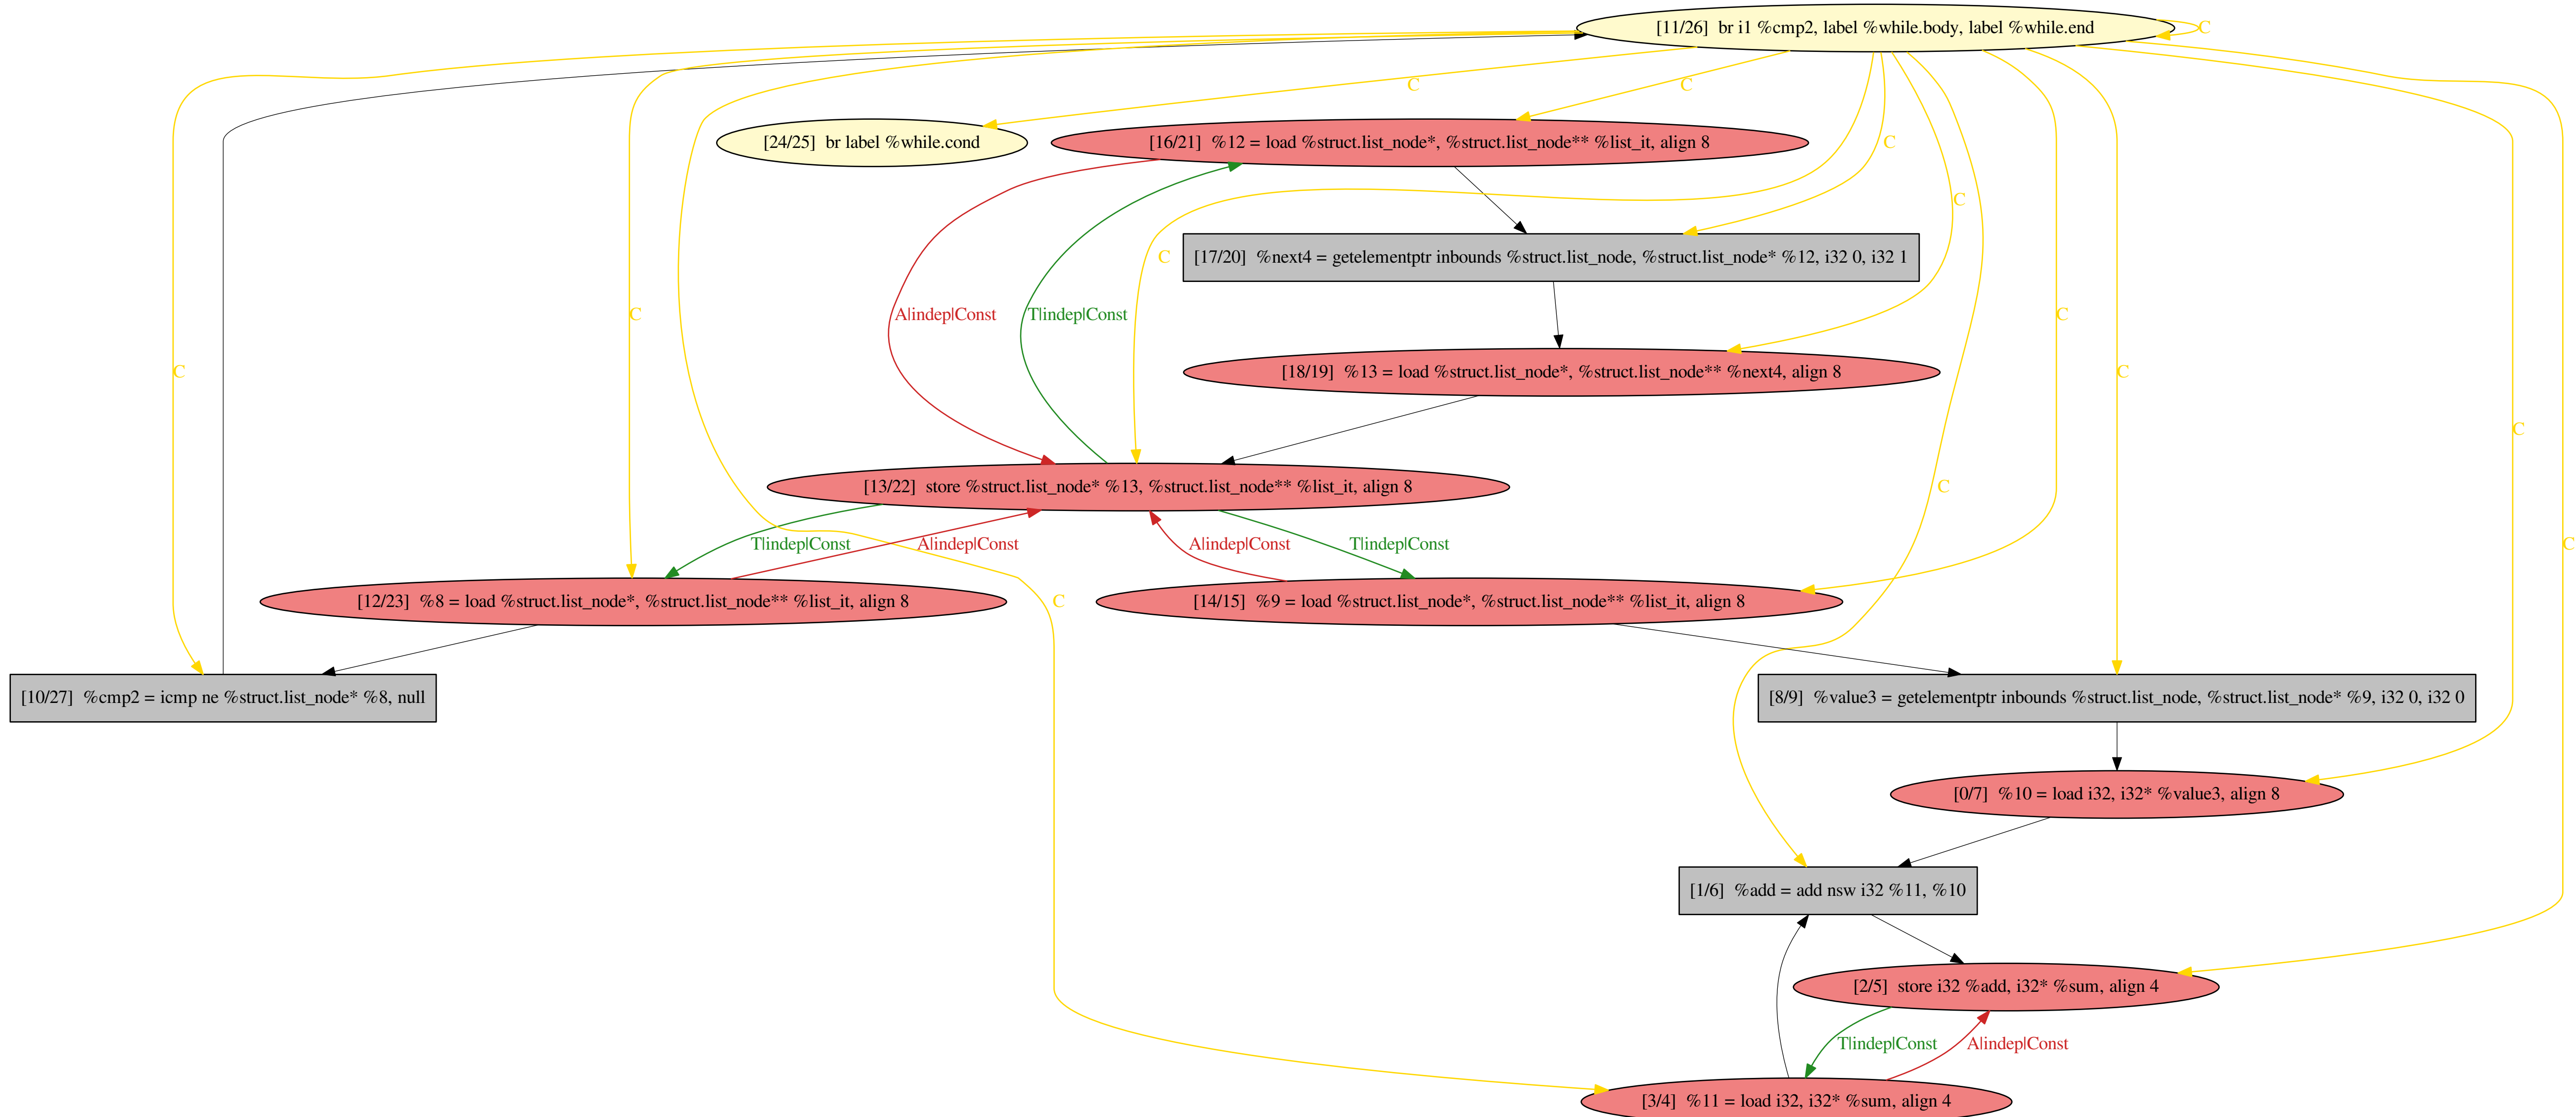 [11/26] br i1 %cmp2, label %while.body, label %while.end
C
C
C
[24/25] br label %while.cond
[16/21] %12 = load %struct.list_node*, %struct.list_node** %list_it, align 8
C
C
C
[17/20] %next4 = getelementptr inbounds %struct.list_node, %struct.list_node* %12, i32 0, i32 1
C
A|indep|Const
T|indep|Const
C
C
[18/19] %13 = load %struct.list_node*, %struct.list_node** %next4, align 8
C
C
[13/22] store %struct.list_node* %13, %struct.list_node** %list_it, align 8
C
T|indep|Const
A|indep|Const
A|indep|Const
T|indep|Const
C
[12/23] %8 = load %struct.list_node*, %struct.list_node** %list_it, align 8
C
[14/15] %9 = load %struct.list_node*, %struct.list_node** %list_it, align 8
[10/27] %cmp2 = icmp ne %struct.list_node* %8, null
[8/9] %value3 = getelementptr inbounds %struct.list_node, %struct.list_node* %9, i32 0, i32 0
[0/7] %10 = load i32, i32* %value3, align 8
[1/6] %add = add nsw i32 %11, %10
[2/5] store i32 %add, i32* %sum, align 4
T|indep|Const
A|indep|Const
[3/4] %11 = load i32, i32* %sum, align 4